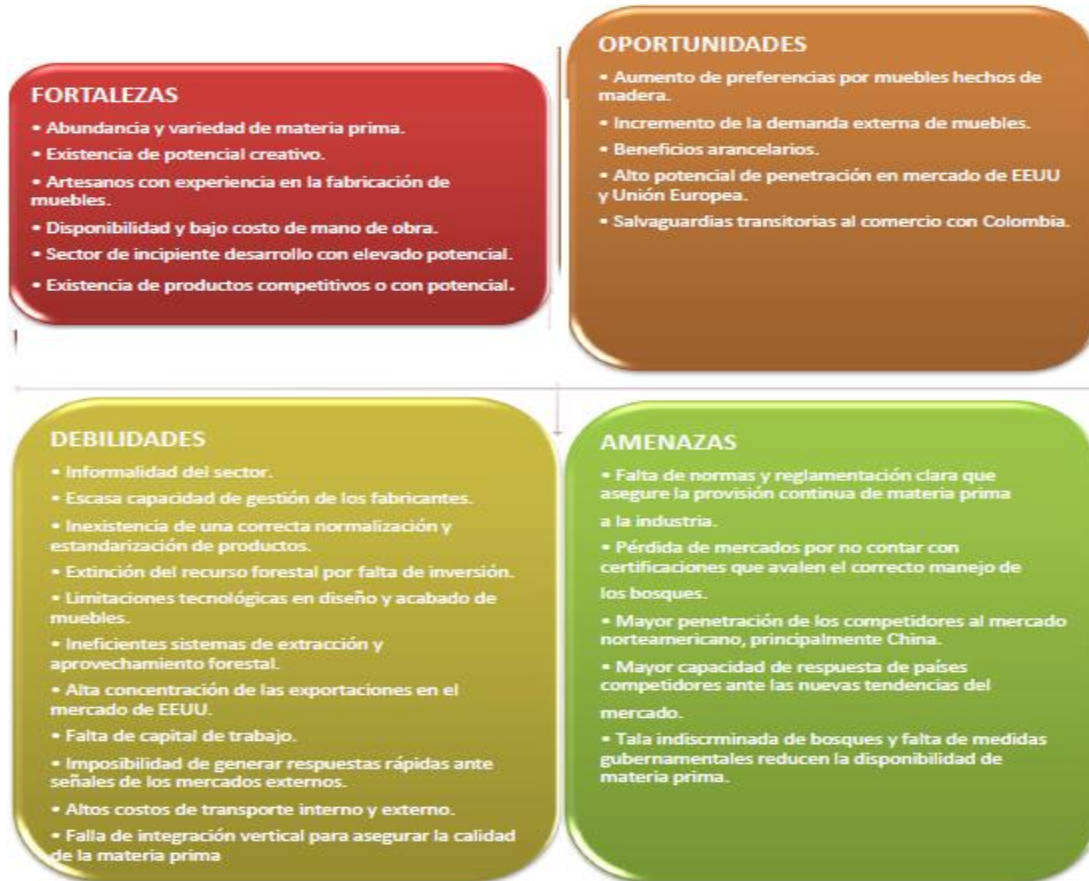 FORTALEZAS
• Abundancia y variedad de materia prima.
• Existencia de potencial creativo.
• Artesanos con experiencia en la fabricación de
muebles.
• Disponibilidad y bajo costo de mano de obra.
• Sector de incipiente desarrollo con elevado potencial.
• Existencia de productos competitivos o con potencial.
OPORTUNIDADES
• Aumento de preferencias por muebles hechos de
madera.
• Incremento de la demanda externa de muebles.
• Beneficios arancelarios.
• Alto potencial de penetración en mercado de EEUU
y Unión Europea.
• Salvaguardias transitorias al comercio con Colombia.
DEBILIDADES
• Informalidad del sector.
• Escasa capacidad de gestión de los fabricantes.
• Inexistencia de una correcta normalización y
estandarización de productos.
• Extinción del recurso forestal por falta de inversión.
• Limitaciones tecnológicas en diseño y acabado de
muebles.
• Ineficientes sistemas de extracción y
aprovechamiento forestal.
• Alta concentración de las exportaciones en el
mercado de EEUU.
• Falta de capital de trabajo.
• Imposibilidad de generar respuestas rápidas ante
señales de los mercados externos.
• Altos costos de transporte interno y externo.
• Falla de integración vertical para asegurar la calidad
de la materia prima
AMENAZAS
• Falta de normas y reglamentación clara que
asegure la provisión continua de materia prima
a la industria.
• Pérdida de mercados por no contar con
certificaciones que avalen el correcto manejo de
los bosques.
• Mayor penetración de los competidores al mercado
norteamericano, principalmente China.
• Mayor capacidad de respuesta de países
competidores ante las nuevas tendencias del
mercado.
• Tala indiscrminada de bosques y falta de medidas
gubernamentales reducen la disponibilidad de
materia prima.